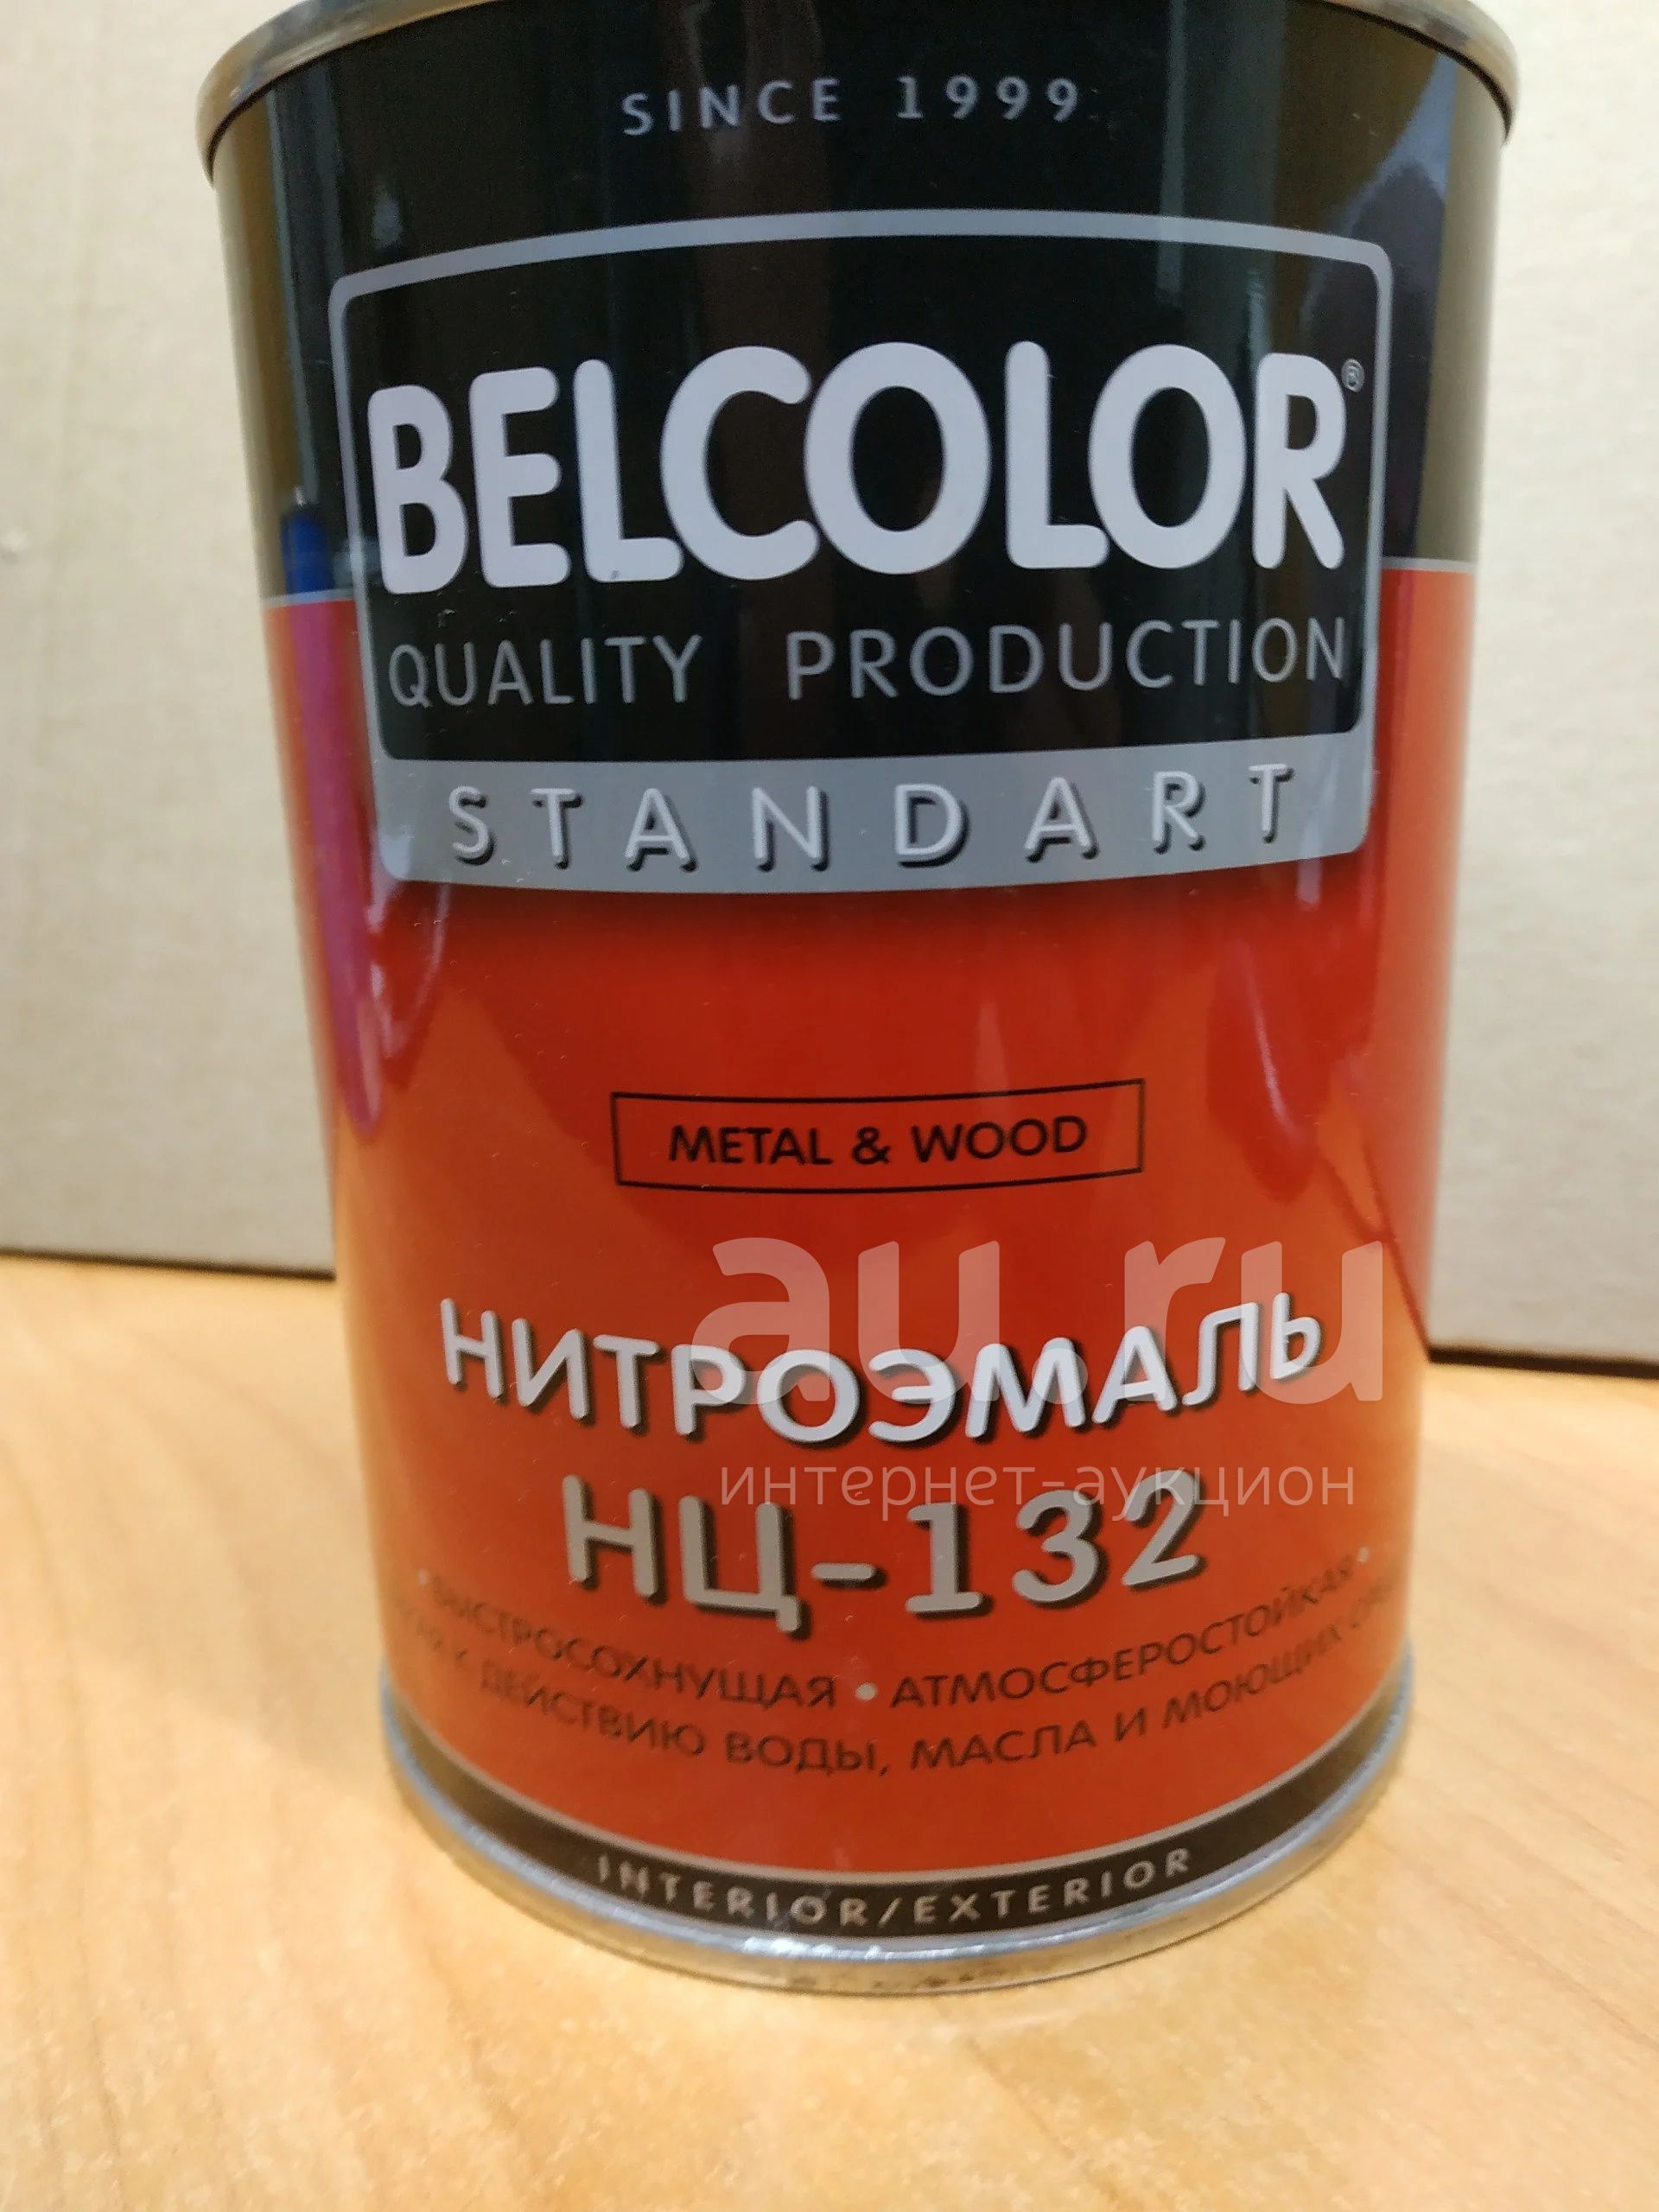 SINCE 1999
BELCOLOR®
QUALITY PRODUCTION
STANDART
METAL & WOOD
au.ru
НИТРОЭМАЛЬ
интернет-аукцион
НЦ-132
• БЫСТРОСОХНУЩАЯ • АТМОСФЕРОСТОЙКАЯ •
К ДЕЙСТВИЮ ВОДЫ, МАСЛА И МОЮЩИХ
INTERIOR/EXTERIOR